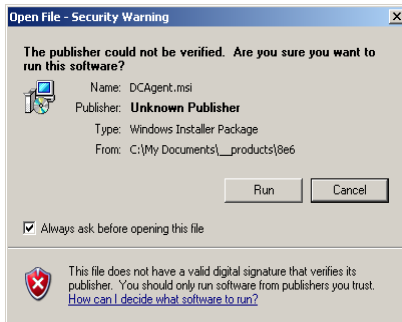 Open File - Security Warning
The publisher could not be verified. Are you sure you want to
run this software?
Name: DCAgent.msi
Publisher: Unknown Publisher
Type: Windows Installer Package
From: C:\My Documents\__products\8e6
Run Cancel
Always ask before opening this file
This file does not have a valid digital signature that verifies its
publisher. You should only run software from publishers you trust.
How can I decide what software to run?